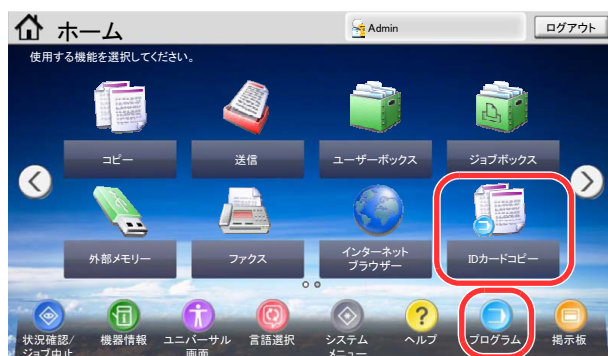 ホーム
Admin
ログアウト
使用する機能を選択してください。
コピー
送信
ユーザーボックス
ジョブボックス
外部メモリー
ファクス
インターネット
ブラウザー
IDカードコピー
状況確認/
ジョブ中止
機器情報
ユニバーサル
画面
言語選択
システム
メニュー
ヘルプ
プログラム
掲示板